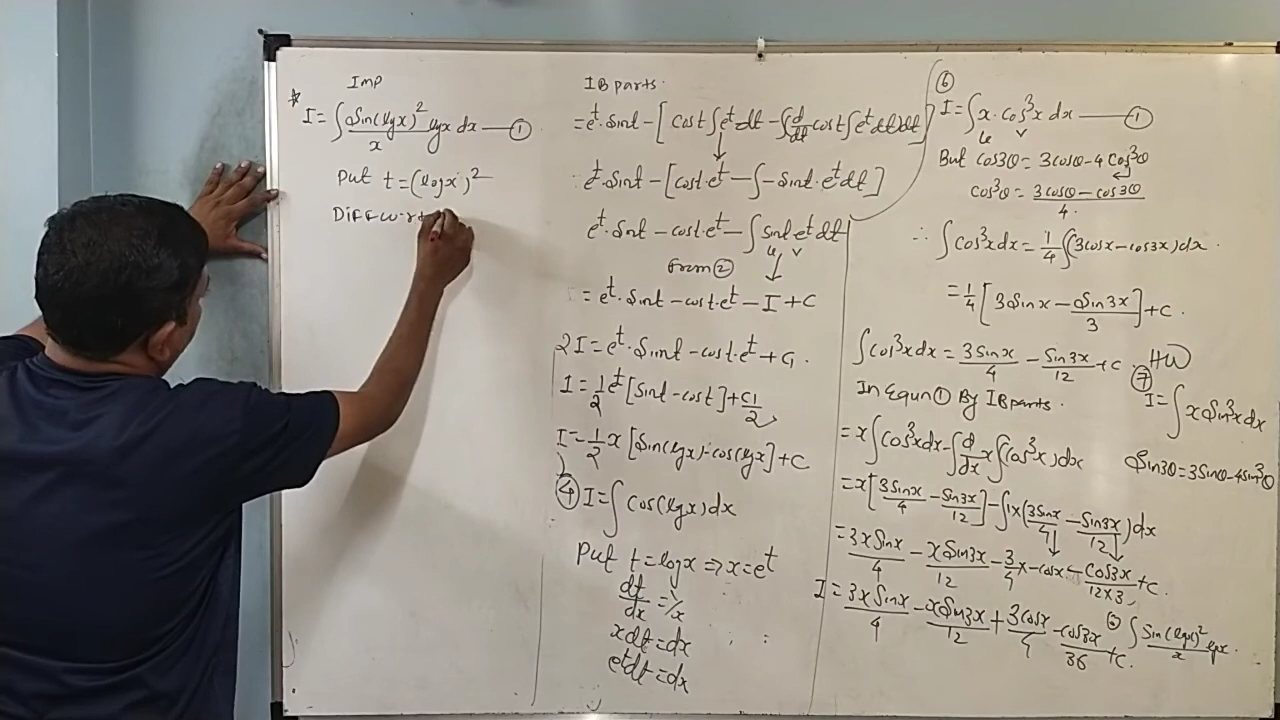 Imp
* I = ∫ Sin(logx)² logx / x dx —— ①
Put t = (logx)²
Diff w.r.t
IB parts.
= e^t. Sint - [cost ∫e^t dt - ∫ d/dt cost ∫e^t dt dt]
e^t. Sint - [cost. e^t - ∫ -Sint. e^t dt]
e^t. Sint - cost. e^t - ∫ Sint e^t dt
u v
From ②
= e^t. Sint - cost. e^t - I + C
2I = e^t. Sint - cost. e^t + C₁.
I = 1/2 e^t [Sint - cost] + C₁/2
I = 1/2 x [Sin(logx) - cos(logx)] + C
④ I = ∫ Cos(logx) dx
Put t = logx ⇒ x = e^t
dt/dx = 1/x
x dt = dx
e^t dt = dx
⑥
I = ∫ x. Cos³x dx —— ①
u v
But Cos3θ = 3cosθ - 4 Cos³θ
Cos³θ = 3cosθ - cos3θ / 4.
∴ ∫ Cos³x dx = 1/4 ∫ (3cosx - cos3x) dx.
= 1/4 [3Sinx - Sin3x / 3] + C.
∫ Cos³x dx = 3Sinx / 4 - Sin3x / 12 + C.
In Equn ① By IB parts.
= x ∫ Cos³x dx - ∫ d/dx x ∫ (Cos³x) dx
= x [3Sinx / 4 - Sin3x / 12] - ∫ 1x (3Sinx / 4 - Sin3x / 12) dx
= 3x Sinx / 4 - x Sin3x / 12 - 3/4 x - cosx - Cos3x / 12×3 + C.
I = 3x Sinx / 4 - x Sin3x / 12 + 3cosx / 4 - cos3x / 36 + C.
HW
⑦
I = ∫ x Sin³x dx
Sin3θ = 3Sinθ - 4Sin³θ
∫ Sin(logx)² logx / x.